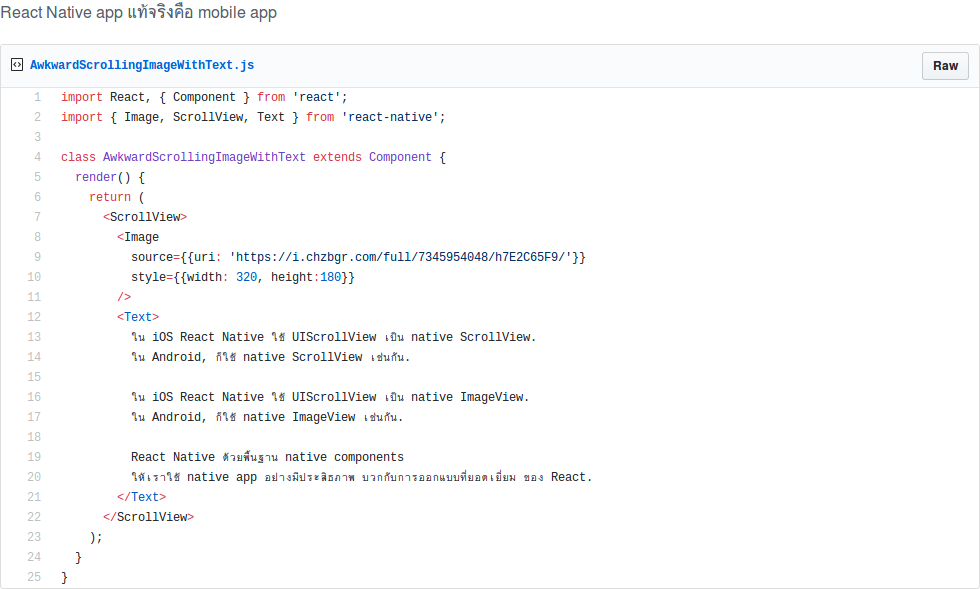 React Native app แท้จริงคือ mobile app
AwkwardScrollingImageWithText.js
Raw
1 import React, { Component } from 'react';
2 import { Image, ScrollView, Text } from 'react-native';
3
4 class AwkwardScrollingImageWithText extends Component {
5 render() {
6 return (
7 <ScrollView>
8 <Image
9 source={{uri: 'https://i.chzbgr.com/full/7345954048/h7E2C65F9/'}}
10 style={{width: 320, height:180}}
11 />
12 <Text>
13 ใน iOS React Native ใช้ UIScrollView เป็น native ScrollView.
14 ใน Android, ก็ใช้ native ScrollView เช่นกัน.
15
16 ใน iOS React Native ใช้ UIScrollView เป็น native ImageView.
17 ใน Android, ก็ใช้ native ImageView เช่นกัน.
18
19 React Native ด้วยพื้นฐาน native components
20 ให้เราใช้ native app อย่างมีประสิธภาพ บวกกับการออกแบบที่ยอดเยี่ยม ของ React.
21 </Text>
22 </ScrollView>
23 );
24 }
25 }